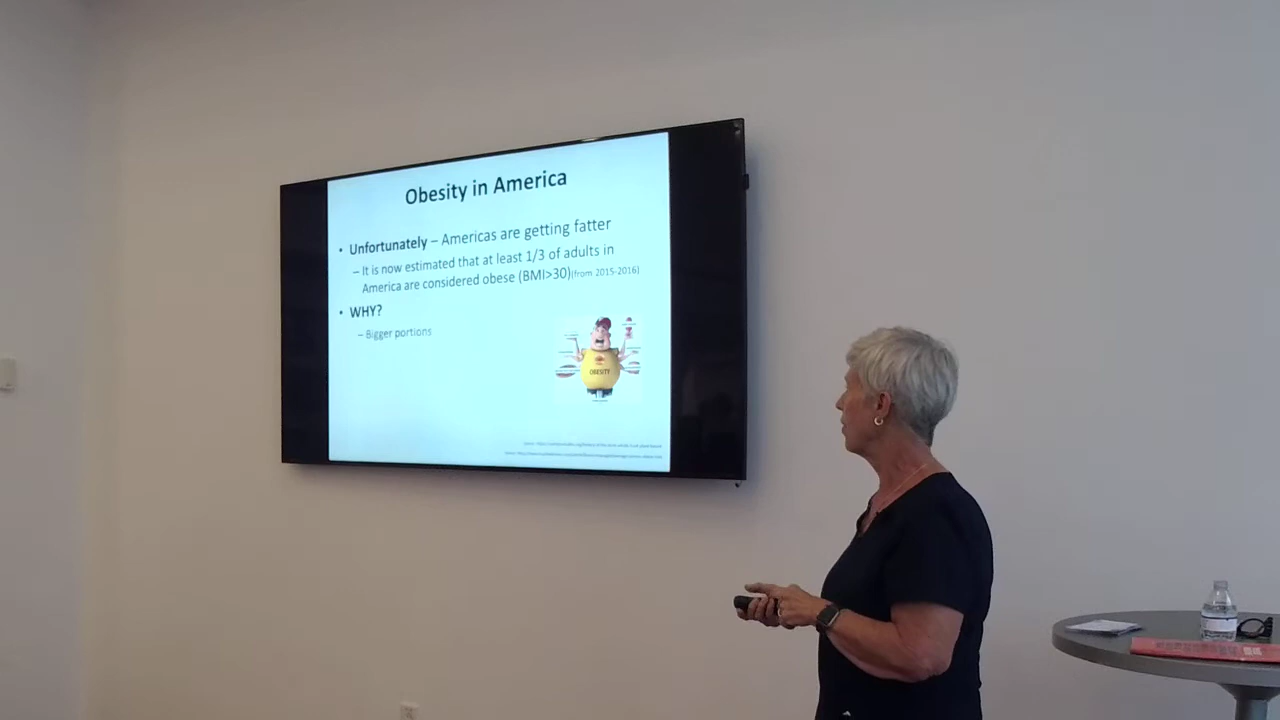 Obesity in America
• Unfortunately – Americas are getting fatter
– It is now estimated that at least 1/3 of adults in
America are considered obese (BMI>30)(from 2015-2016)
• WHY?
– Bigger portions
OBESITY